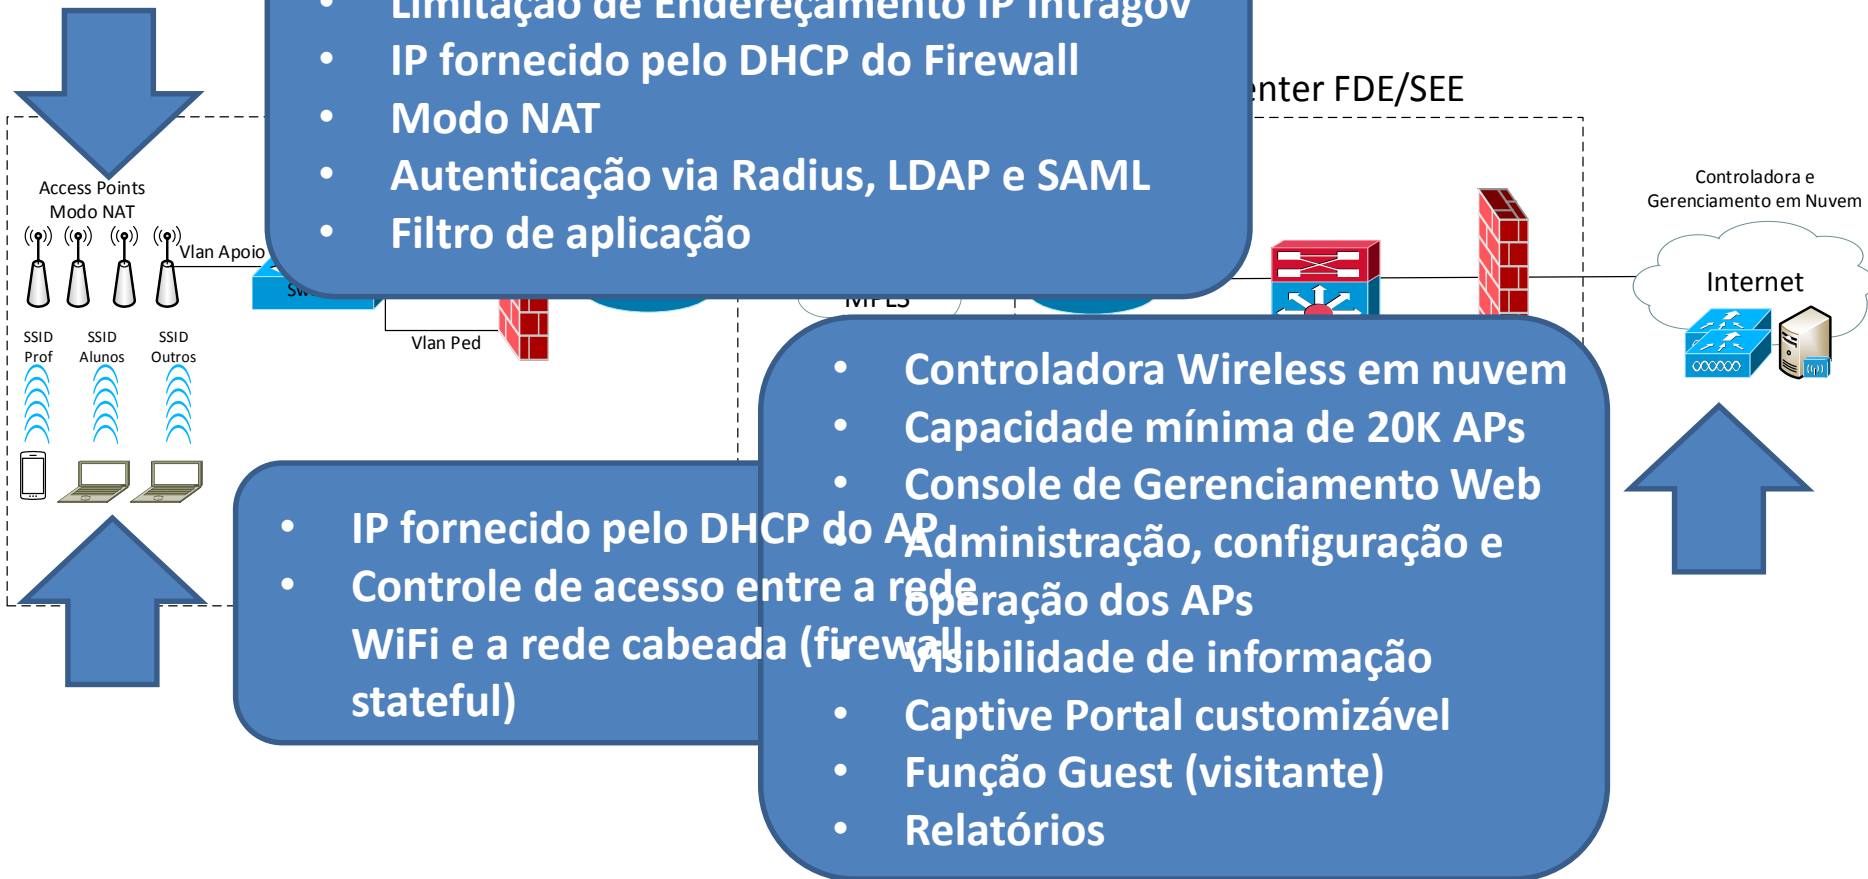 Limitação de Endereçamento IP Intragov
• IP fornecido pelo DHCP do Firewall
• Modo NAT
• Autenticação via Radius, LDAP e SAML
• Filtro de aplicação
enter FDE/SEE
Access Points
Modo NAT
Vlan Apoio
Sw
Vlan Ped
MPLS
SSID
Prof
SSID
Alunos
SSID
Outros
Controladora e
Gerenciamento em Nuvem
Internet
• IP fornecido pelo DHCP do AP
• Controle de acesso entre a rede
WiFi e a rede cabeada (firewall
stateful)
• Controladora Wireless em nuvem
• Capacidade mínima de 20K APs
• Console de Gerenciamento Web
• Administração, configuração e
operação dos APs
• Visibilidade de informação
• Captive Portal customizável
• Função Guest (visitante)
• Relatórios